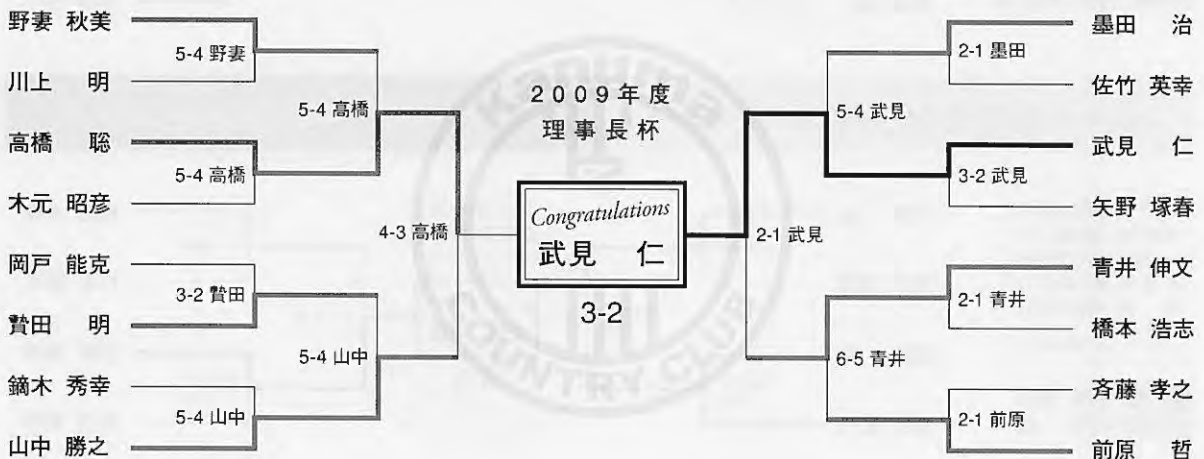 野妻 秋美
川上 明
高橋 聡
木元 昭彦
岡戸 能克
贄田 明
鏑木 秀幸
山中 勝之
5-4 野妻
5-4 高橋
3-2 贄田
5-4 山中
5-4 高橋
5-4 山中
4-3 高橋
2009年度
理事長杯
Congratulations
武見 仁
3-2
Kanuma
COUNTRY CLUB
2-1 武見
5-4 武見
6-5 青井
2-1 墨田
3-2 武見
2-1 青井
2-1 前原
墨田 治
佐竹 英幸
武見 仁
矢野 塚春
青井 伸文
橋本 浩志
斉藤 孝之
前原 哲